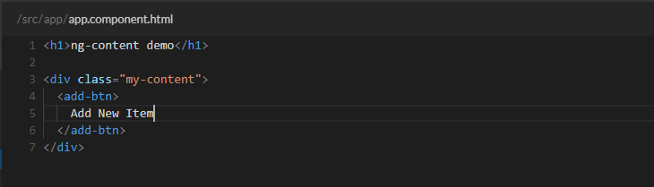 /src/app/app.component.html
1 <h1>ng-content demo</h1>
2
3 <div class="my-content">
4   <add-btn>
5     Add New Item
6   </add-btn>
7 </div>